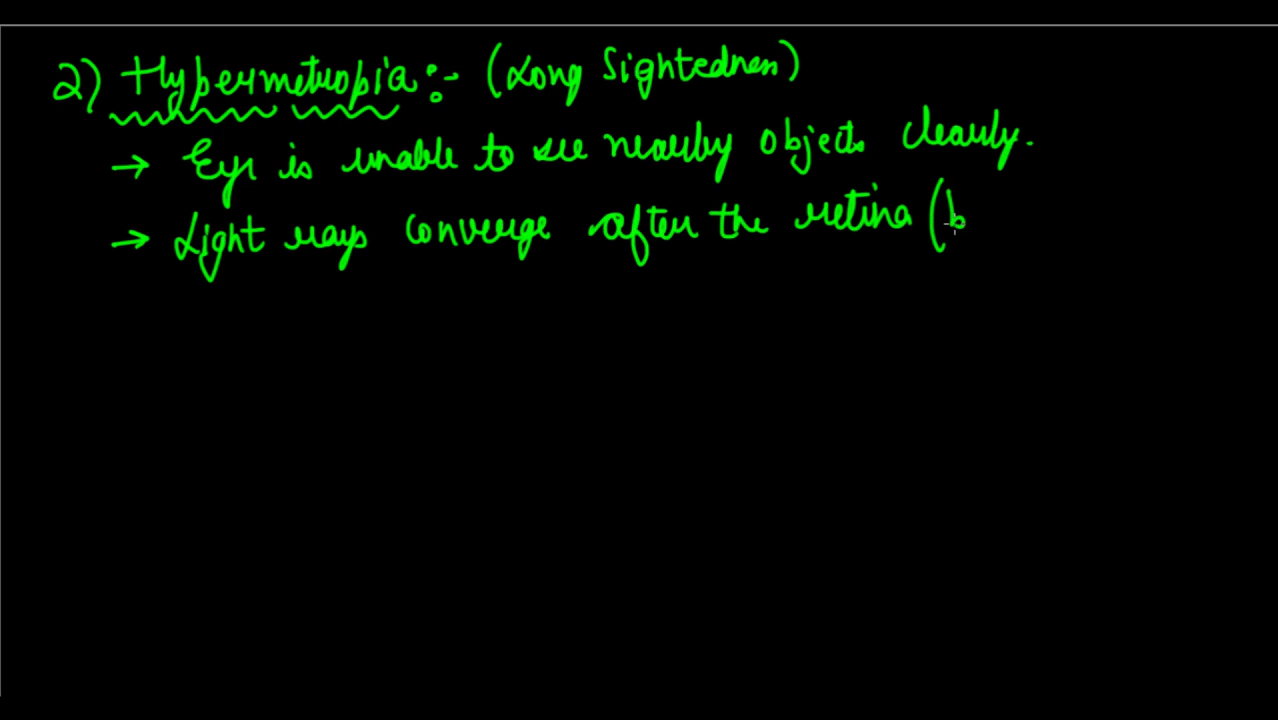 2) Hypermetropia :- (Long Sightedness)
→ Eye is unable to see nearby objects clearly.
→ Light rays converge after the retina (b